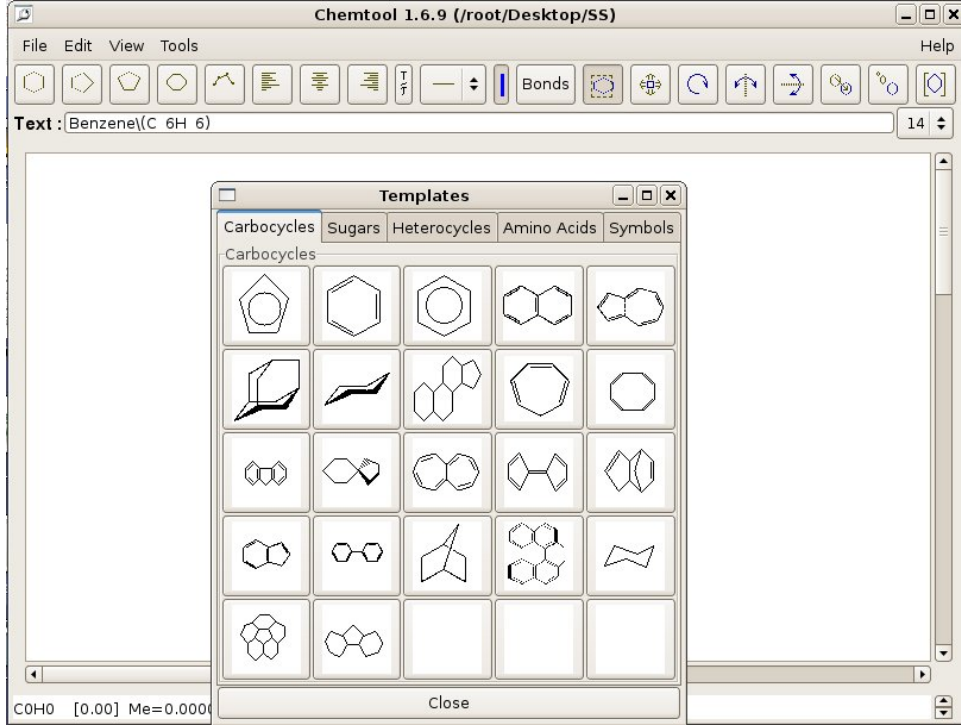 Chemtool 1.6.9 (/root/Desktop/SS)
File Edit View Tools Help
Bonds
Text : Benzene\(C 6H 6) 14
Templates
Carbocycles Sugars Heterocycles Amino Acids Symbols
Carbocycles
Close
C0H0 [0.00] Me=0.0000